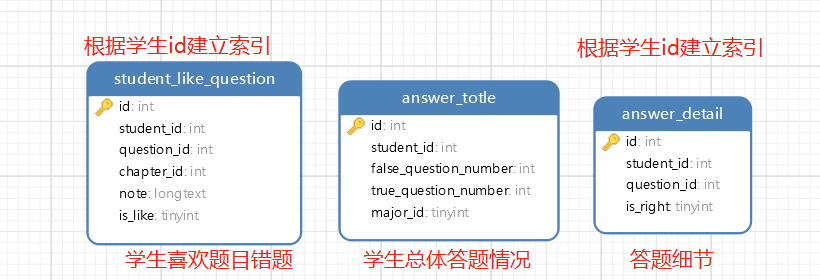 根据学生id建立索引
student_like_question
id: int
student_id: int
question_id: int
chapter_id: int
note: longtext
is_like: tinyint
学生喜欢题目错题
answer_totle
id: int
student_id: int
false_question_number: int
true_question_number: int
major_id: tinyint
学生总体答题情况
根据学生id建立索引
answer_detail
id: int
student_id: int
question_id: int
is_right: tinyint
答题细节